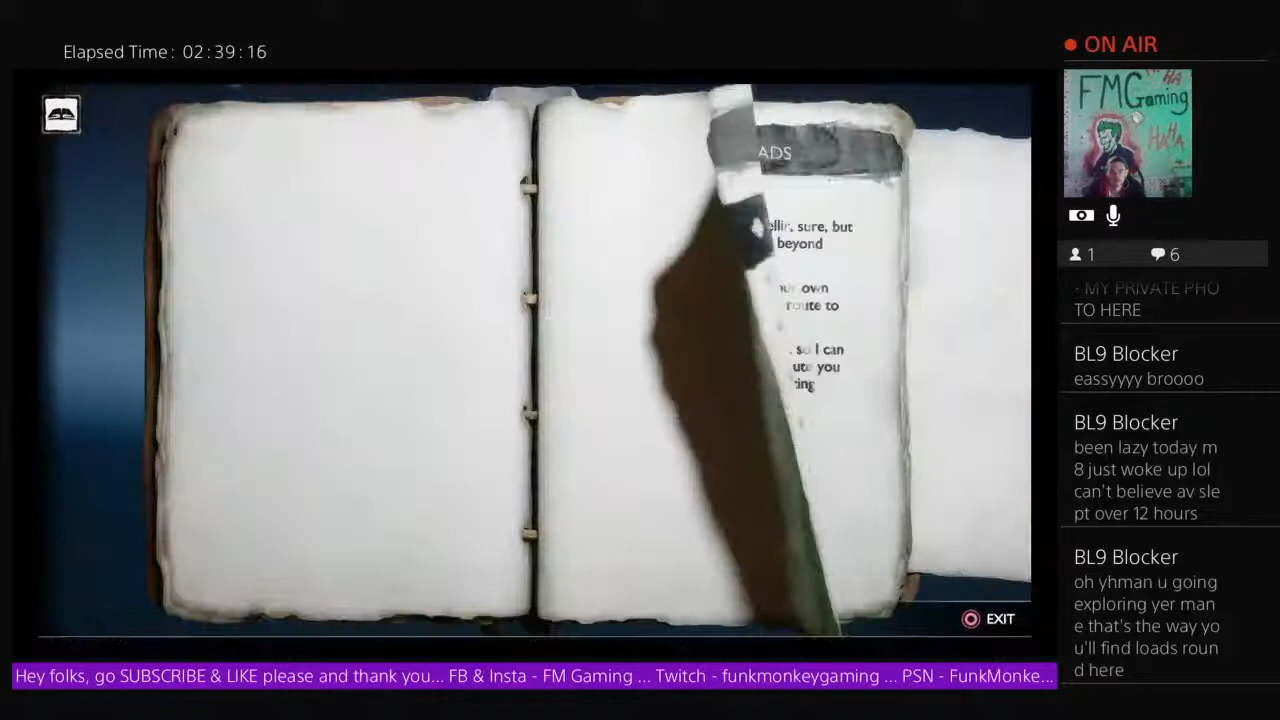 Elapsed Time: 02:39:16
ADS
sure, but
beyond
own
route to
so I can
you
EXIT
ON AIR
FMGaming
HA
HAHA
1
6
- MY PRIVATE PHO
TO HERE
BL9 Blocker
eassyyyy broooo
BL9 Blocker
been lazy today m
8 just woke up lol
can't believe av sle
pt over 12 hours
BL9 Blocker
oh yhman u going
exploring yer man
e that's the way yo
u'll find loads roun
d here
Hey folks, go SUBSCRIBE & LIKE please and thank you... FB & Insta - FM Gaming ... Twitch - funkmonkeygaming ... PSN - FunkMonke...